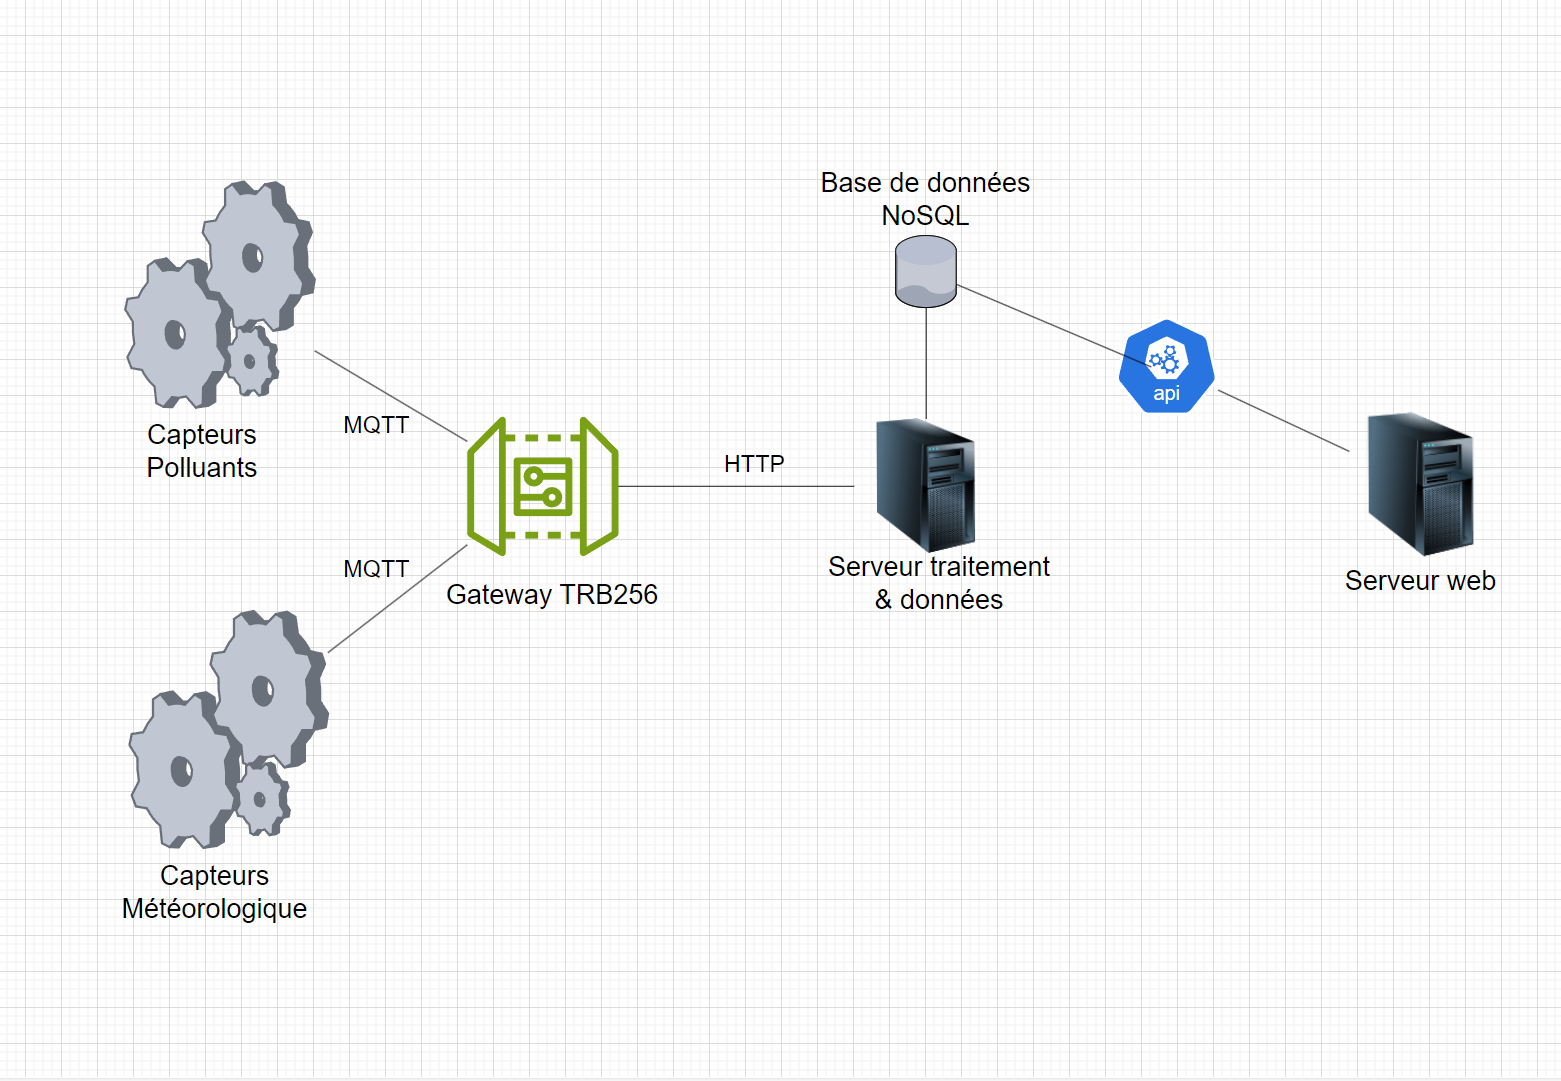 Base de données
NoSQL
api
Capteurs
Polluants
MQTT
HTTP
MQTT
Gateway TRB256
Serveur traitement
& données
Serveur web
Capteurs
Météorologique